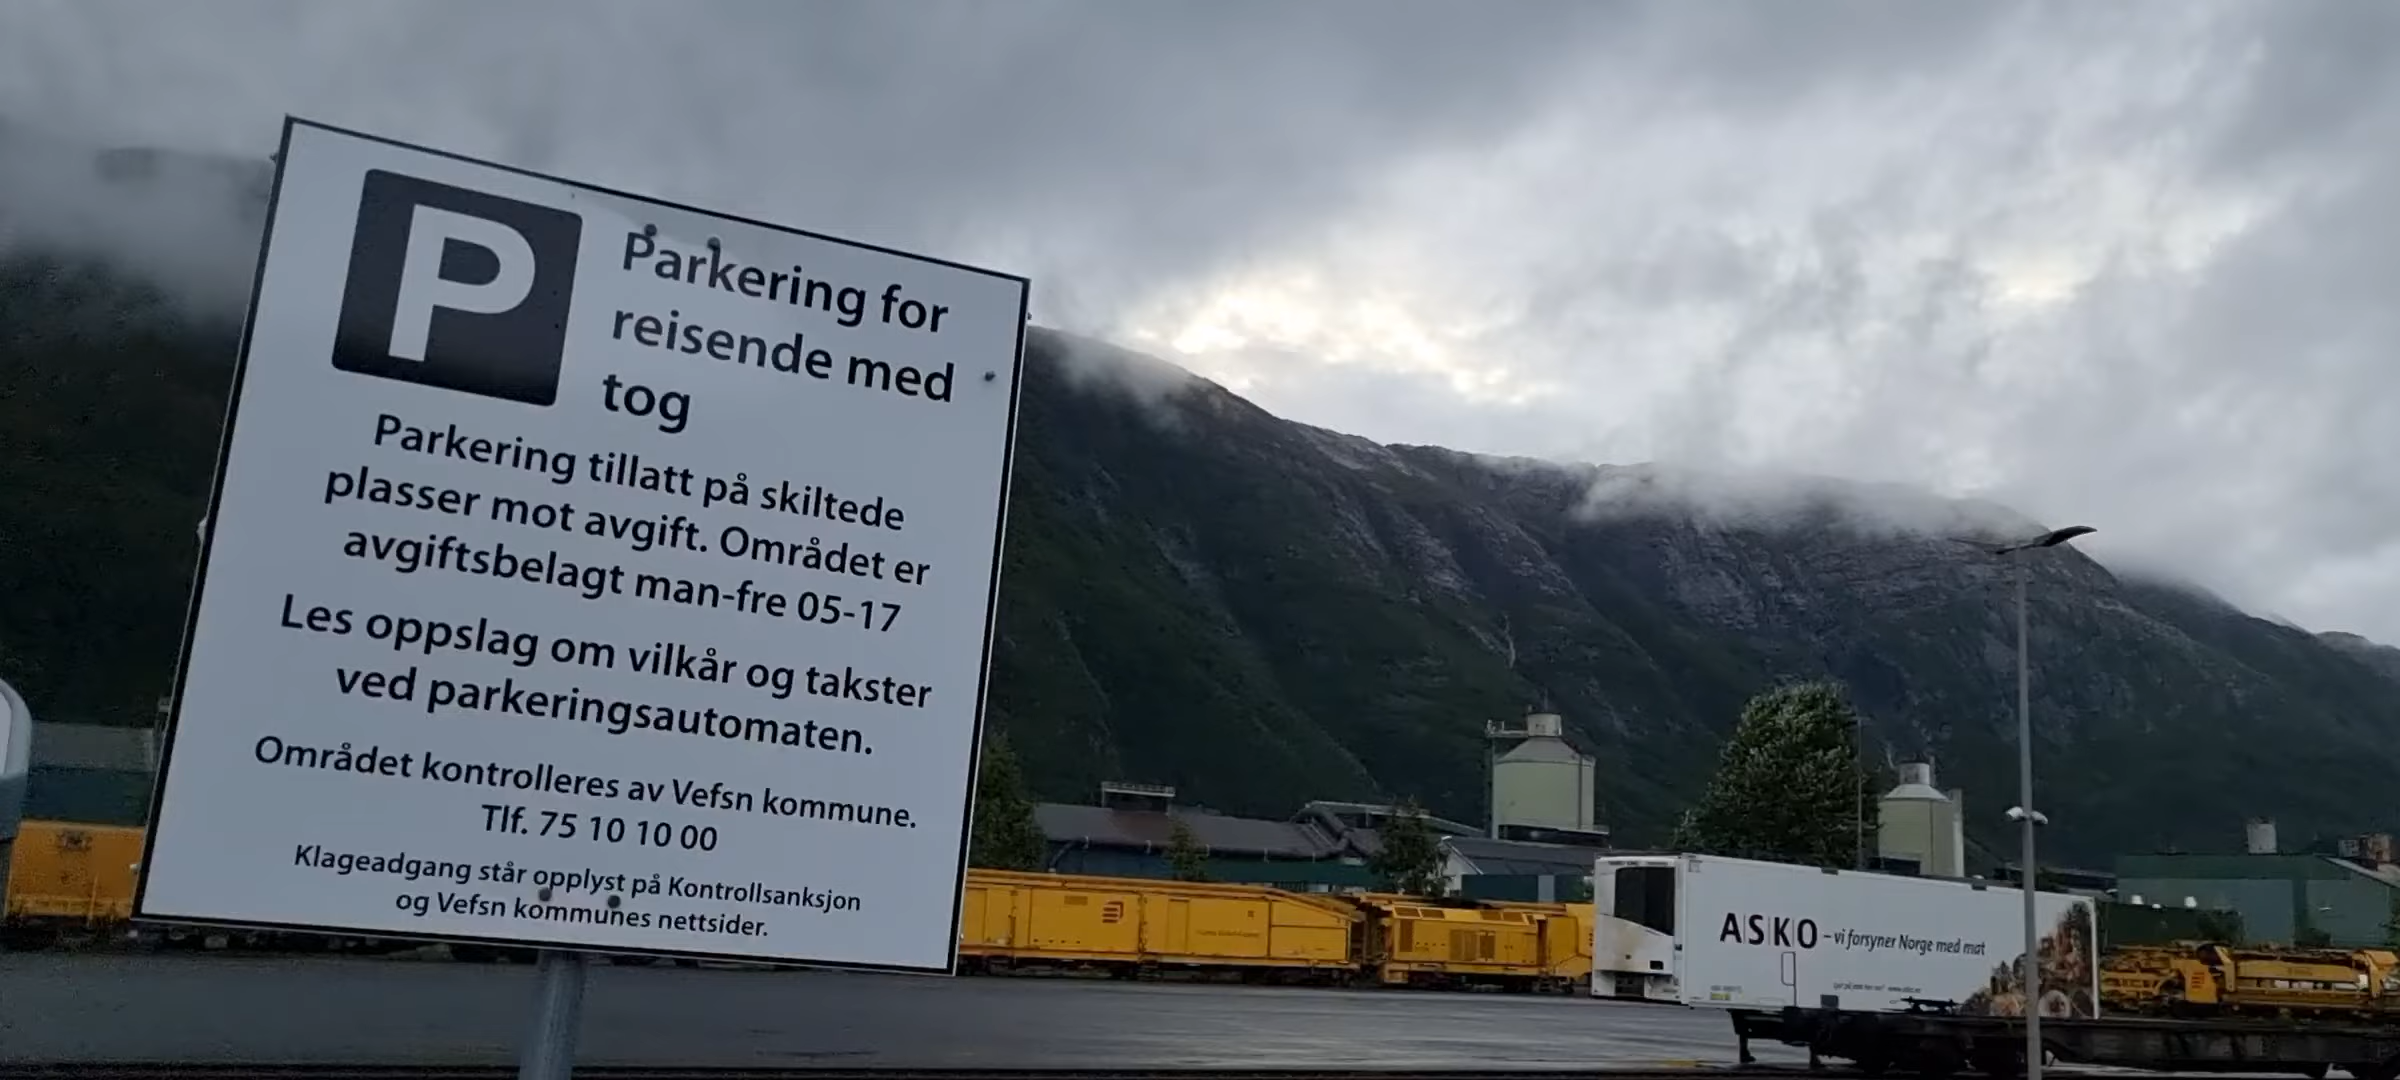 P
Parkering for
reisende med
tog
Parkering tillatt på skiltede
plasser mot avgift. Området er
avgiftsbelagt man-fre 05-17
Les oppslag om vilkår og takster
ved parkeringsautomaten.
Området kontrolleres av Vefsn kommune.
Tlf. 75 10 10 00
Klageadgang står opplyst på Kontrollsanksjon
og Vefsn kommunes nettsider.
ASKO – vi forsyner Norge med mat